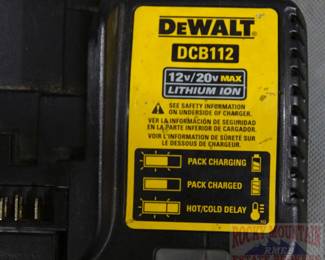 DEWALT
DCB112
12V/20V MAX
LITHIUM ION
SEE SAFETY INFORMATION
ON UNDERSIDE OF CHARGER.
VER LA INFORMACIÓN DE SEGURIDAD
EN LA PARTE INFERIOR DE CARGADOR.
VOIR L'INFORMATION DE SÛRETÉ SUR
LE DESSOUS DE CHARGEUR.
PACK CHARGING
PACK CHARGED
HOT/COLD DELAY
ROCKY MOUNTAIN